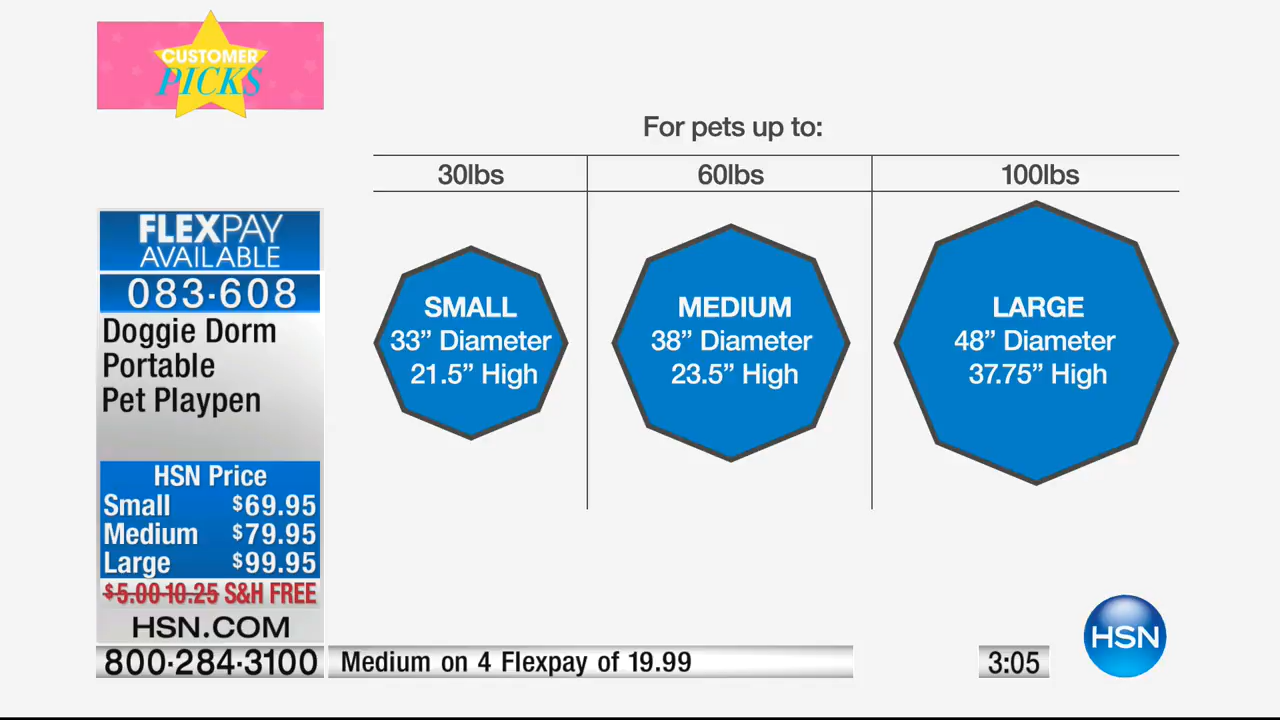 CUSTOMER
PICKS
For pets up to:
30lbs 60lbs 100lbs
SMALL
33” Diameter
21.5” High
MEDIUM
38” Diameter
23.5” High
LARGE
48” Diameter
37.75” High
FLEXPAY
AVAILABLE
083·608
Doggie Dorm
Portable
Pet Playpen
HSN Price
Small $69.95
Medium $79.95
Large $99.95
$5.00-10.25 S&H FREE
HSN.COM
800·284·3100
Medium on 4 Flexpay of 19.99
3:05
HSN